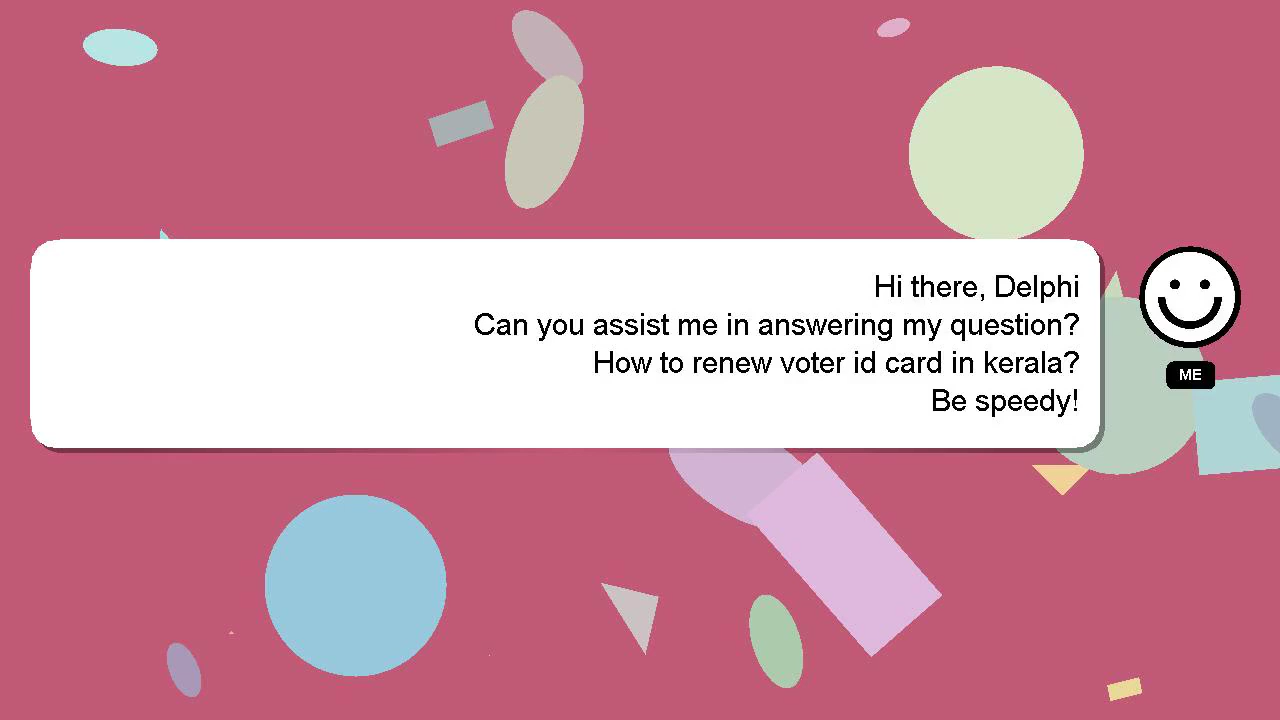 Hi there, Delphi
Can you assist me in answering my question?
How to renew voter id card in kerala?
Be speedy!
ME